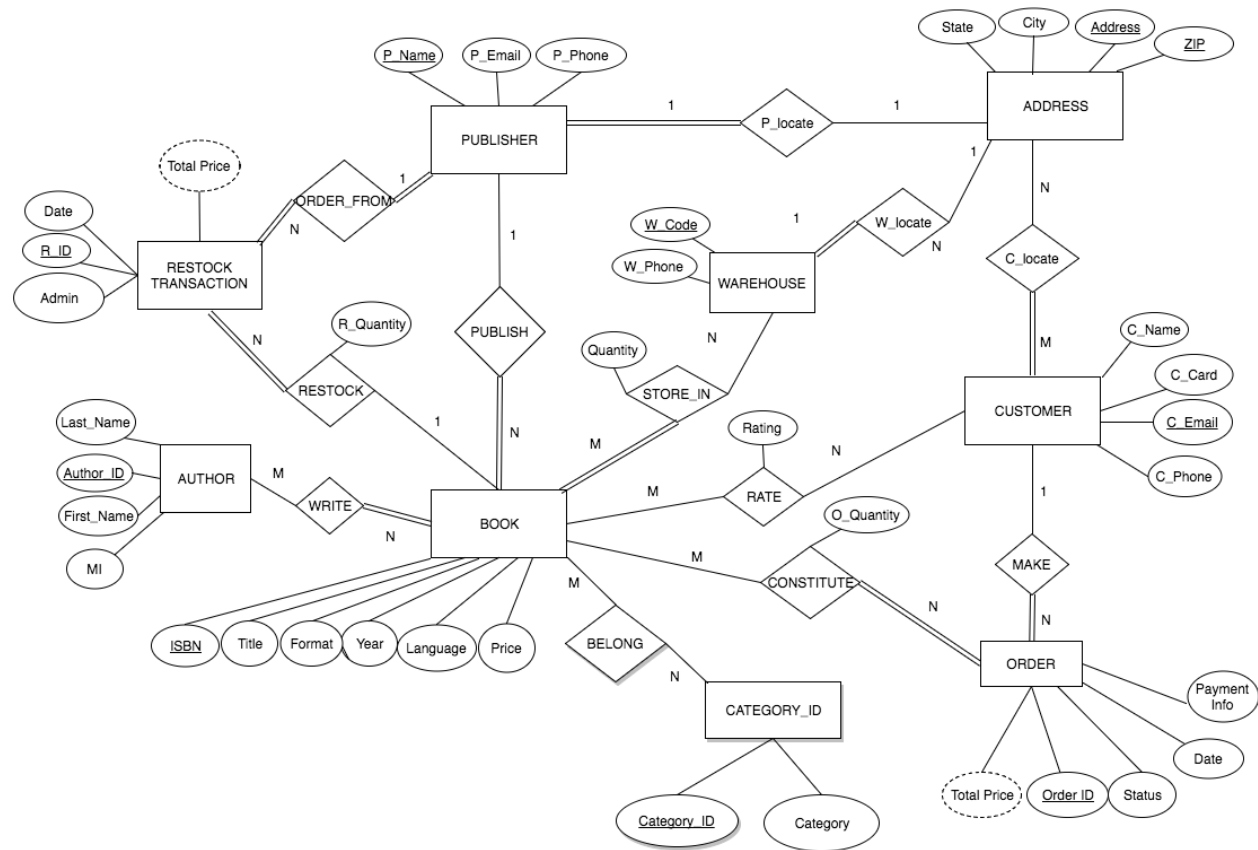 State
City
Address
ZIP
P_Name
P_Email
P_Phone
ADDRESS
1
1
P_locate
PUBLISHER
Total Price
ORDER_FROM
1
N
1
1
N
Date
R_ID
Admin
RESTOCK
TRANSACTION
W_Code
W_Phone
WAREHOUSE
1
W_locate
N
C_locate
N
R_Quantity
PUBLISH
RESTOCK
Quantity
STORE_IN
N
M
C_Name
C_Card
C_Email
C_Phone
CUSTOMER
Last_Name
Author_ID
First_Name
MI
AUTHOR
M
WRITE
N
1
N
M
Rating
N
M
RATE
BOOK
O_Quantity
1
M
CONSTITUTE
MAKE
M
N
N
ISBN
Title
Format
Year
Language
Price
BELONG
N
ORDER
CATEGORY_ID
Payment
Info
Date
Total Price
Order ID
Status
Category_ID
Category